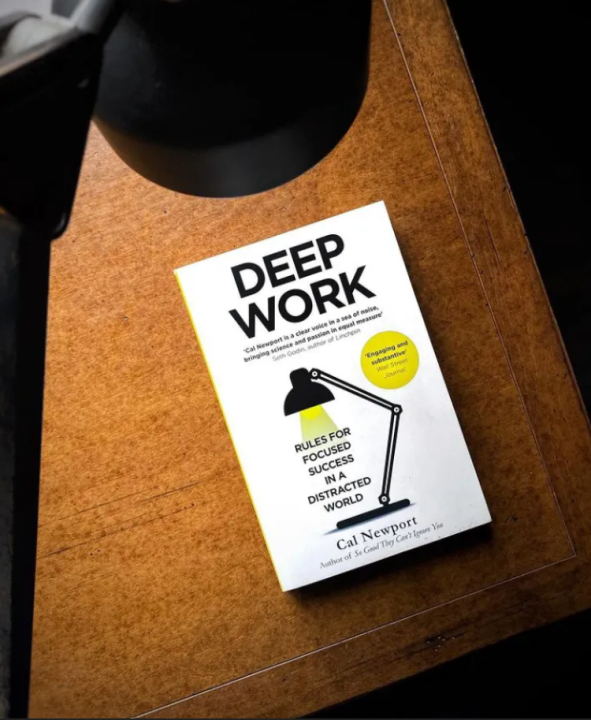 DEEP
WORK
'Cal Newport is a clear voice in a sea of noise,
bringing science and passion in equal measure'
Seth Godin, author of Linchpin
'Engaging and
substantive'
Wall Street
Journal
RULES FOR
FOCUSED
SUCCESS
IN A
DISTRACTED
WORLD
Cal Newport
Author of So Good They Can't Ignore You